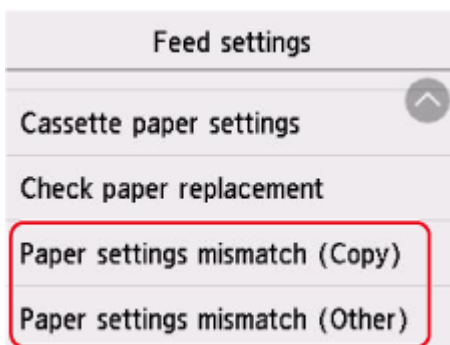 Feed settings
Cassette paper settings
Check paper replacement
Paper settings mismatch (Copy)
Paper settings mismatch (Other)